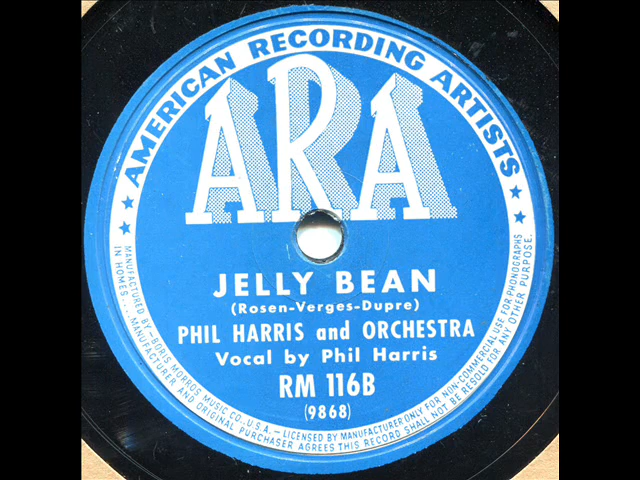 ★ ★ AMERICAN RECORDING ARTISTS ★ ★
ARA
JELLY BEAN
(Rosen-Verges-Dupre)
PHIL HARRIS and ORCHESTRA
Vocal by Phil Harris
RM 116B
(9868)
MANUFACTURED BY-BORIS MORROS MUSIC CO., U.S.A. - LICENSED BY MANUFACTURER ONLY FOR NON-COMMERCIAL USE FOR PHONOGRAPHS
IN HOMES.... MANUFACTURER AND ORIGINAL PURCHASER AGREES THIS RECORD SHALL NOT BE RESOLD FOR ANY OTHER PURPOSE.